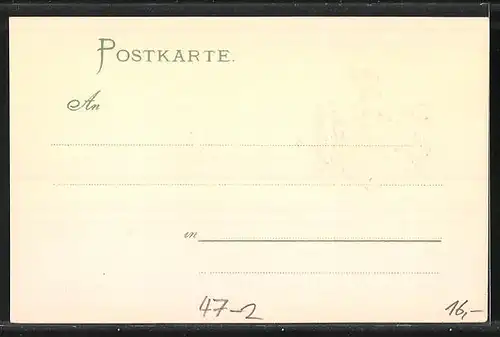 POSTKARTE.
An
in
47-2
16,-